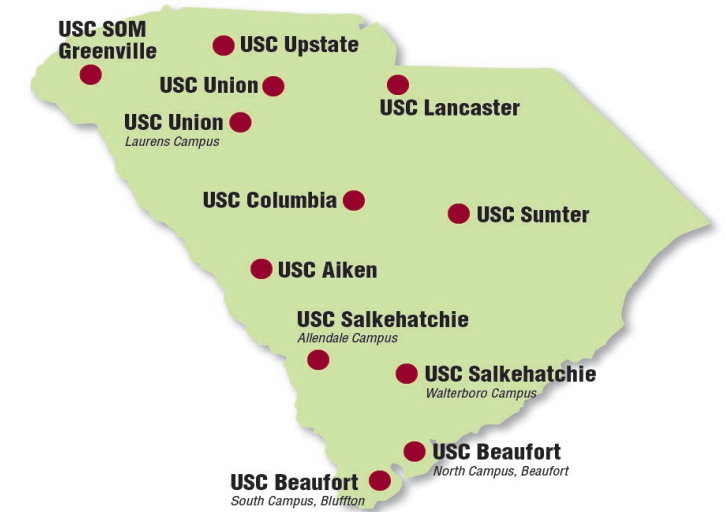 USC SOM
Greenville
USC Upstate
USC Union
USC Lancaster
USC Union
Laurens Campus
USC Columbia
USC Sumter
USC Aiken
USC Salkehatchie
Allendale Campus
USC Salkehatchie
Walterboro Campus
USC Beaufort
North Campus, Beaufort
USC Beaufort
South Campus, Bluffton